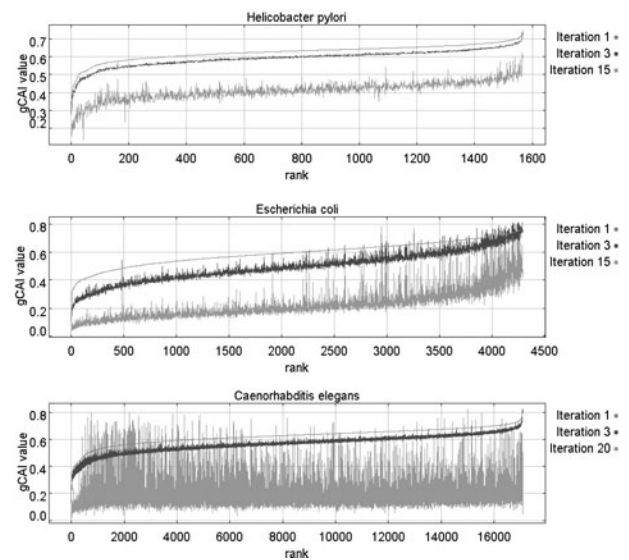 Helicobacter pylori
0.7
0.6
0.5
0.4
0.3
0.2
gCAI value
0 200 400 600 800 1000 1200 1400 1600
rank
Iteration 1
Iteration 3
Iteration 15
Escherichia coli
0.8
0.6
0.4
0.2
0.0
gCAI value
0 500 1000 1500 2000 2500 3000 3500 4000 4500
rank
Iteration 1
Iteration 3
Iteration 15
Caenorhabditis elegans
0.8
0.6
0.4
0.2
0.0
gCAI value
0 2000 4000 6000 8000 10000 12000 14000 16000
rank
Iteration 1
Iteration 3
Iteration 20